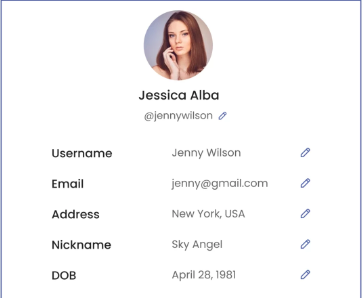 Jessica Alba
@jennywilson
Username Jenny Wilson
Email jenny@gmail.com
Address New York, USA
Nickname Sky Angel
DOB April 28, 1981